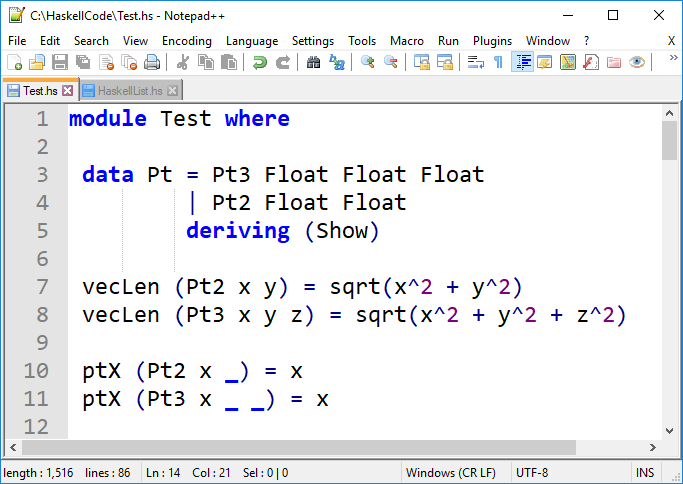 C:\HaskellCode\Test.hs - Notepad++
File Edit Search View Encoding Language Settings Tools Macro Run Plugins Window ? X
Test.hs HaskellList.hs
1 module Test where
2
3 data Pt = Pt3 Float Float Float
4 | Pt2 Float Float
5 deriving (Show)
6
7 vecLen (Pt2 x y) = sqrt(x^2 + y^2)
8 vecLen (Pt3 x y z) = sqrt(x^2 + y^2 + z^2)
9
10 ptX (Pt2 x _) = x
11 ptX (Pt3 x _ _) = x
12
length : 1,516 lines : 86 Ln : 14 Col : 21 Sel : 0 | 0 Windows (CR LF) UTF-8 INS